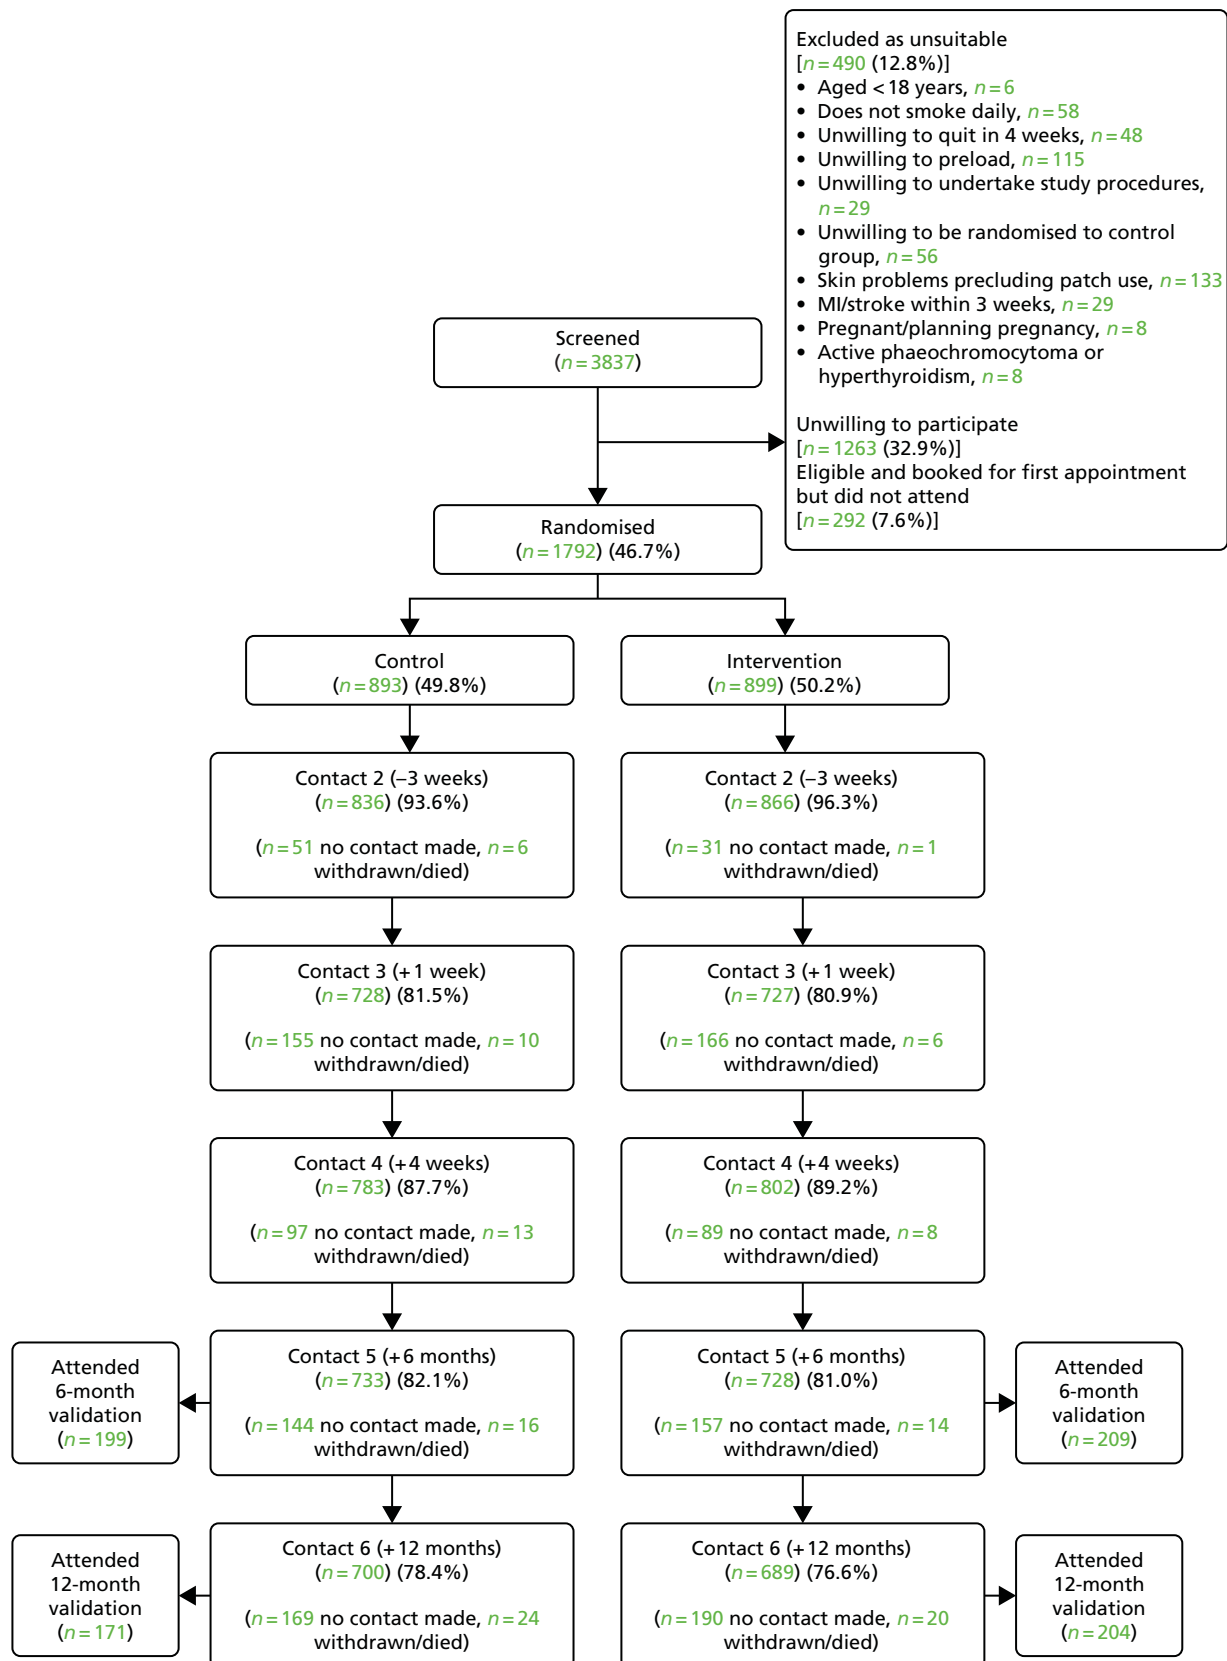 Excluded as unsuitable
[n=490 (12.8%)]
• Aged <18 years, n=6
• Does not smoke daily, n=58
• Unwilling to quit in 4 weeks, n=48
• Unwilling to preload, n=115
• Unwilling to undertake study procedures,
n=29
• Unwilling to be randomised to control
group, n=56
• Skin problems precluding patch use, n=133
• MI/stroke within 3 weeks, n=29
• Pregnant/planning pregnancy, n=8
• Active phaeochromocytoma or
hyperthyroidism, n=8
Unwilling to participate
[n=1263 (32.9%)]
Eligible and booked for first appointment
but did not attend
[n=292 (7.6%)]
Screened
(n=3837)
Randomised
(n=1792) (46.7%)
Control
(n=893) (49.8%)
Intervention
(n=899) (50.2%)
Contact 2 (–3 weeks)
(n=836) (93.6%)
(n=51 no contact made, n=6
withdrawn/died)
Contact 2 (–3 weeks)
(n=866) (96.3%)
(n=31 no contact made, n=1
withdrawn/died)
Contact 3 (+1 week)
(n=728) (81.5%)
(n=155 no contact made, n=10
withdrawn/died)
Contact 3 (+1 week)
(n=727) (80.9%)
(n=166 no contact made, n=6
withdrawn/died)
Contact 4 (+4 weeks)
(n=783) (87.7%)
(n=97 no contact made, n=13
withdrawn/died)
Contact 4 (+4 weeks)
(n=802) (89.2%)
(n=89 no contact made, n=8
withdrawn/died)
Attended
6-month
validation
(n=199)
Contact 5 (+6 months)
(n=733) (82.1%)
(n=144 no contact made, n=16
withdrawn/died)
Contact 5 (+6 months)
(n=728) (81.0%)
(n=157 no contact made, n=14
withdrawn/died)
Attended
6-month
validation
(n=209)
Attended
12-month
validation
(n=171)
Contact 6 (+12 months)
(n=700) (78.4%)
(n=169 no contact made, n=24
withdrawn/died)
Contact 6 (+12 months)
(n=689) (76.6%)
(n=190 no contact made, n=20
withdrawn/died)
Attended
12-month
validation
(n=204)